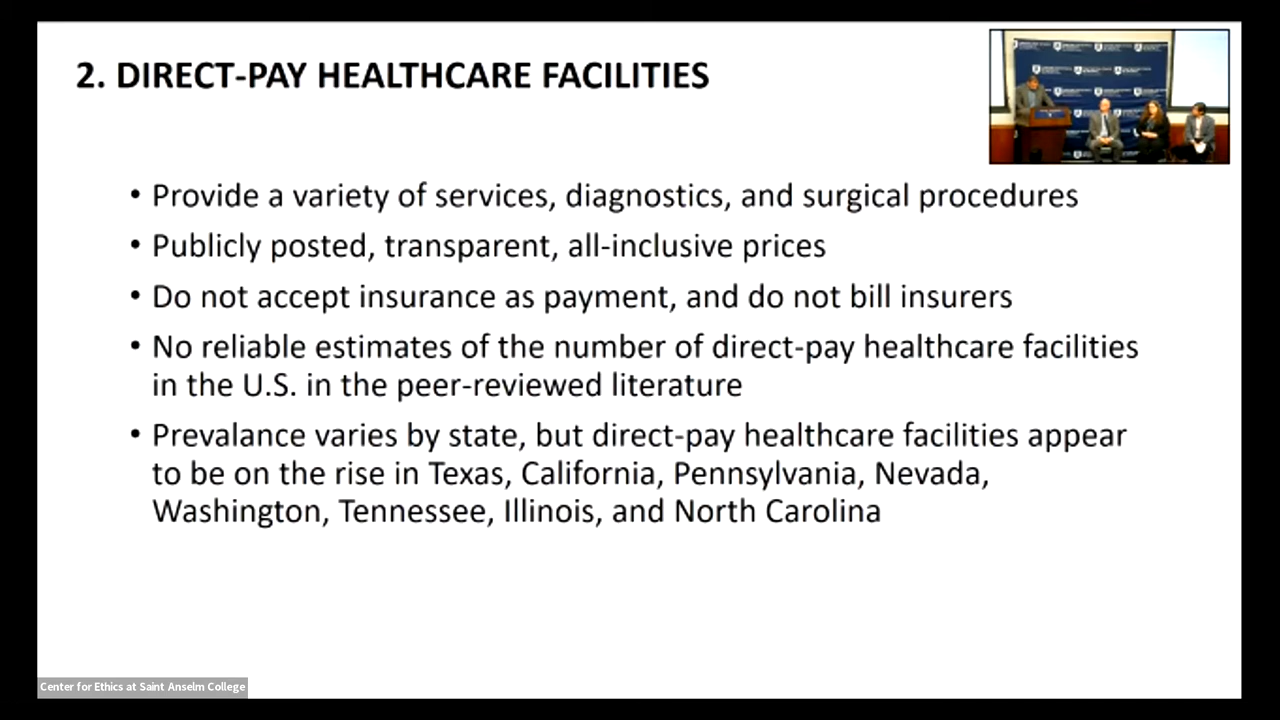 2. DIRECT-PAY HEALTHCARE FACILITIES
• Provide a variety of services, diagnostics, and surgical procedures
• Publicly posted, transparent, all-inclusive prices
• Do not accept insurance as payment, and do not bill insurers
• No reliable estimates of the number of direct-pay healthcare facilities
in the U.S. in the peer-reviewed literature
• Prevalance varies by state, but direct-pay healthcare facilities appear
to be on the rise in Texas, California, Pennsylvania, Nevada,
Washington, Tennessee, Illinois, and North Carolina
Center for Ethics at Saint Anselm College